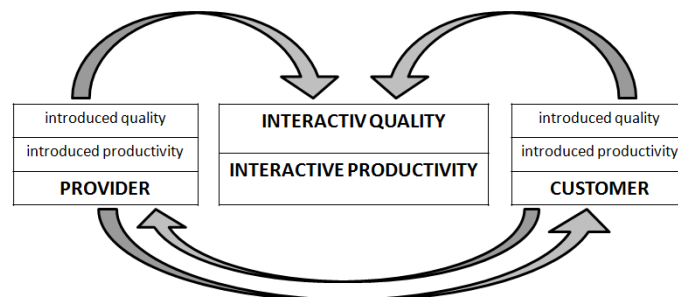 introduced quality
introduced productivity
PROVIDER
INTERACTIV QUALITY
INTERACTIVE PRODUCTIVITY
introduced quality
introduced productivity
CUSTOMER